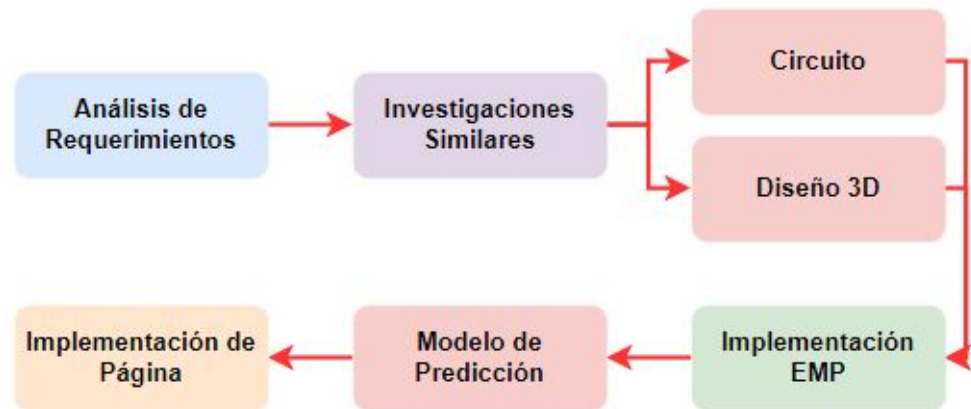 Análisis de
Requerimientos
Investigaciones
Similares
Circuito
Diseño 3D
Implementación
EMP
Modelo de
Predicción
Implementación de
Página